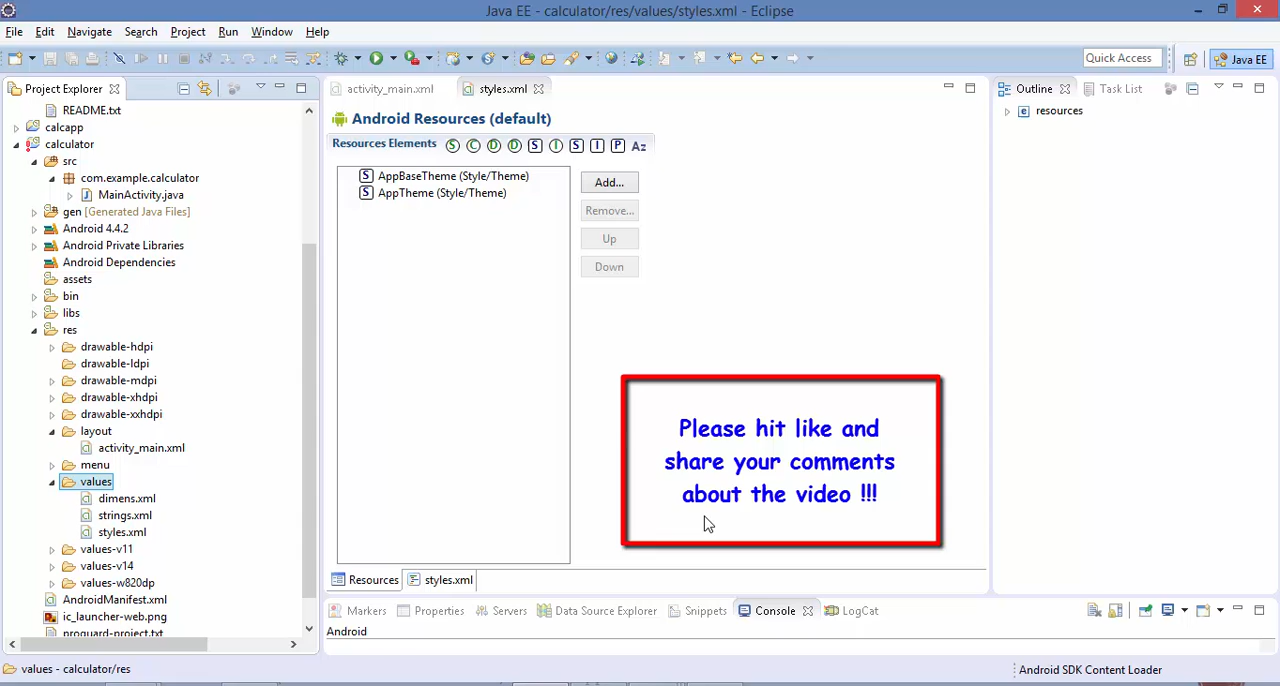 Java EE - calculator/res/values/styles.xml - Eclipse
File Edit Navigate Search Project Run Window Help
Quick Access
Java EE
Project Explorer
README.txt
calcapp
calculator
src
com.example.calculator
MainActivity.java
gen [Generated Java Files]
Android 4.4.2
Android Private Libraries
Android Dependencies
assets
bin
libs
res
drawable-hdpi
drawable-ldpi
drawable-mdpi
drawable-xhdpi
drawable-xxhdpi
layout
activity_main.xml
menu
values
dimens.xml
strings.xml
styles.xml
values-v11
values-v14
values-w820dp
AndroidManifest.xml
ic_launcher-web.png
proguard-project.txt
activity_main.xml
styles.xml
Android Resources (default)
Resources Elements S C D D S I S I P Az
AppBaseTheme (Style/Theme)
AppTheme (Style/Theme)
Add...
Remove...
Up
Down
Please hit like and
share your comments
about the video !!!
Resources
styles.xml
Outline
Task List
resources
Markers
Properties
Servers
Data Source Explorer
Snippets
Console
LogCat
Android
values - calculator/res
Android SDK Content Loader